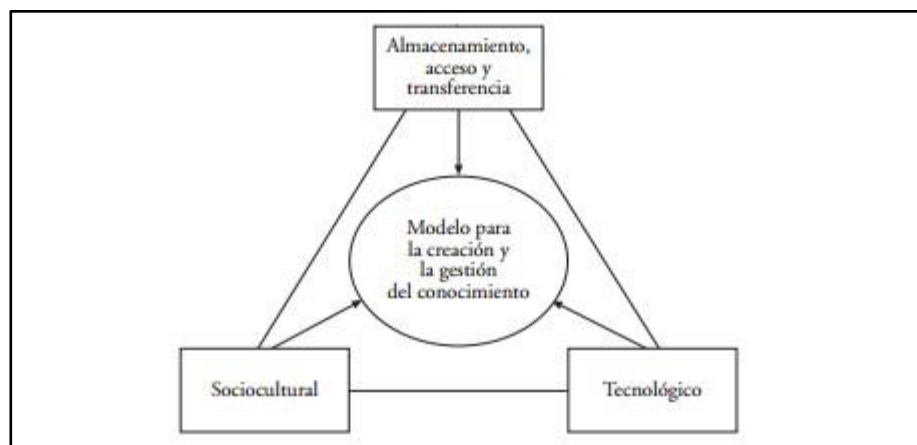 Almacenamiento,
acceso y
transferencia
Modelo para
la creación y
la gestión
del conocimiento
Sociocultural
Tecnológico